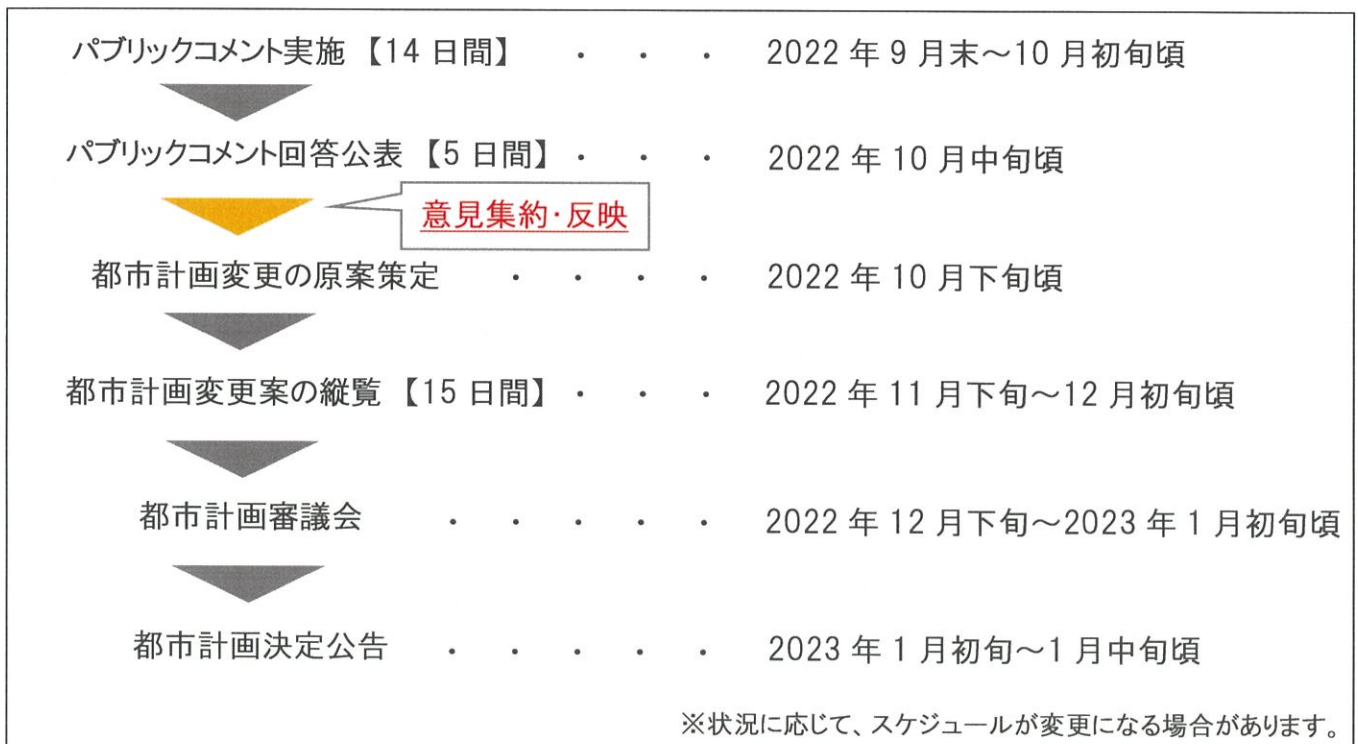 パブリックコメント実施 【14 日間】 ・ ・ ・ 2022 年 9 月末～10 月初旬頃
パブリックコメント回答公表 【5 日間】 ・ ・ ・ 2022 年 10 月中旬頃
意見集約・反映
都市計画変更の原案策定 ・ ・ ・ ・ 2022 年 10 月下旬頃
都市計画変更案の縦覧 【15 日間】 ・ ・ ・ 2022 年 11 月下旬～12 月初旬頃
都市計画審議会 ・ ・ ・ ・ ・ 2022 年 12 月下旬～2023 年 1 月初旬頃
都市計画決定公告 ・ ・ ・ ・ ・ 2023 年 1 月初旬～1 月中旬頃
※状況に応じて、スケジュールが変更になる場合があります。